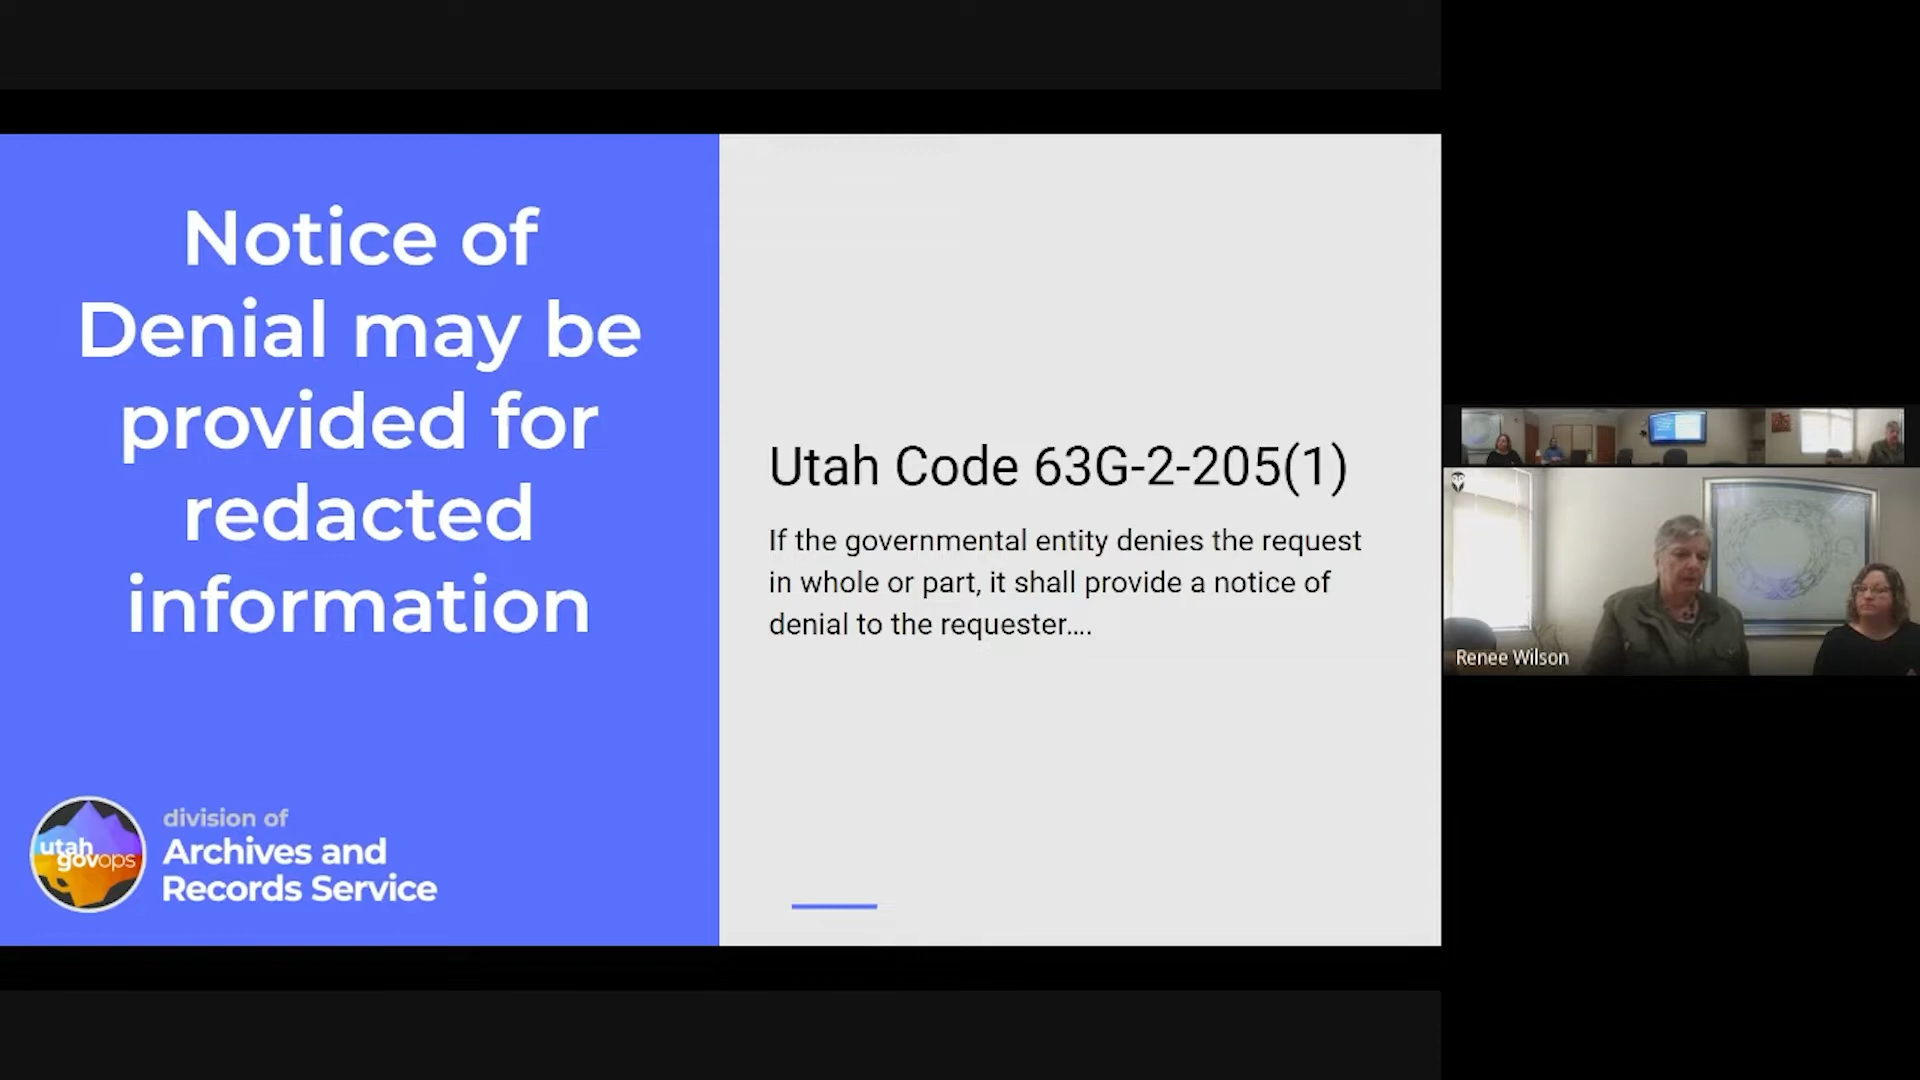 Notice of
Denial may be
provided for
redacted
information
utah
govops
division of
Archives and
Records Service
Utah Code 63G-2-205(1)
If the governmental entity denies the request
in whole or part, it shall provide a notice of
denial to the requester....
Renee Wilson